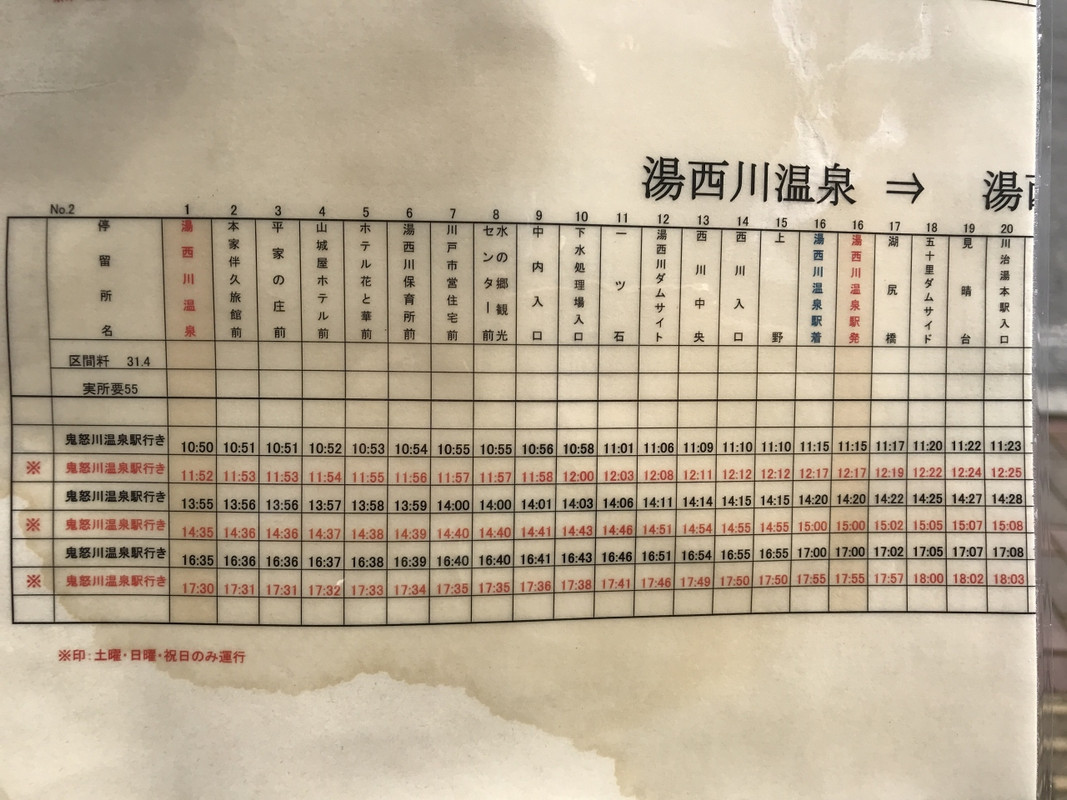 湯西川温泉 ⇒ 湯西
No.2 1 2 3 4 5 6 7 8 9 10 11 12 13 14 15 16 16 17 18 19 20
停留所名 湯西川温泉 本家伴久旅館前 平家の庄前 山城屋ホテル前 ホテル花と華前 湯西川保育所前 川戸市営住宅前 水の郷観光センター前 中内入口 下水処理場入口 一ツ石 湯西川ダムサイト 西川中央 西川入口 上野 湯西川温泉駅着 湯西川温泉駅発 湖尻橋 五十里ダムサイド 見晴台 川治湯本駅入口
区間料 31.4
実所要55
鬼怒川温泉駅行き 10:50 10:51 10:51 10:52 10:53 10:54 10:55 10:55 10:56 10:58 11:01 11:06 11:09 11:10 11:10 11:15 11:15 11:17 11:20 11:22 11:23
※ 鬼怒川温泉駅行き 11:52 11:53 11:53 11:54 11:55 11:56 11:57 11:57 11:58 12:00 12:03 12:08 12:11 12:12 12:12 12:17 12:17 12:19 12:22 12:24 12:25
鬼怒川温泉駅行き 13:55 13:56 13:56 13:57 13:58 13:59 14:00 14:00 14:01 14:03 14:06 14:11 14:14 14:15 14:15 14:20 14:20 14:22 14:25 14:27 14:28
※ 鬼怒川温泉駅行き 14:35 14:36 14:36 14:37 14:38 14:39 14:40 14:40 14:41 14:43 14:46 14:51 14:54 14:55 14:55 15:00 15:00 15:02 15:05 15:07 15:08
鬼怒川温泉駅行き 16:35 16:36 16:36 16:37 16:38 16:39 16:40 16:40 16:41 16:43 16:46 16:51 16:54 16:55 16:55 17:00 17:00 17:02 17:05 17:07 17:08
※ 鬼怒川温泉駅行き 17:30 17:31 17:31 17:32 17:33 17:34 17:35 17:35 17:36 17:38 17:41 17:46 17:49 17:50 17:50 17:55 17:55 17:57 18:00 18:02 18:03
※印:土曜・日曜・祝日のみ運行